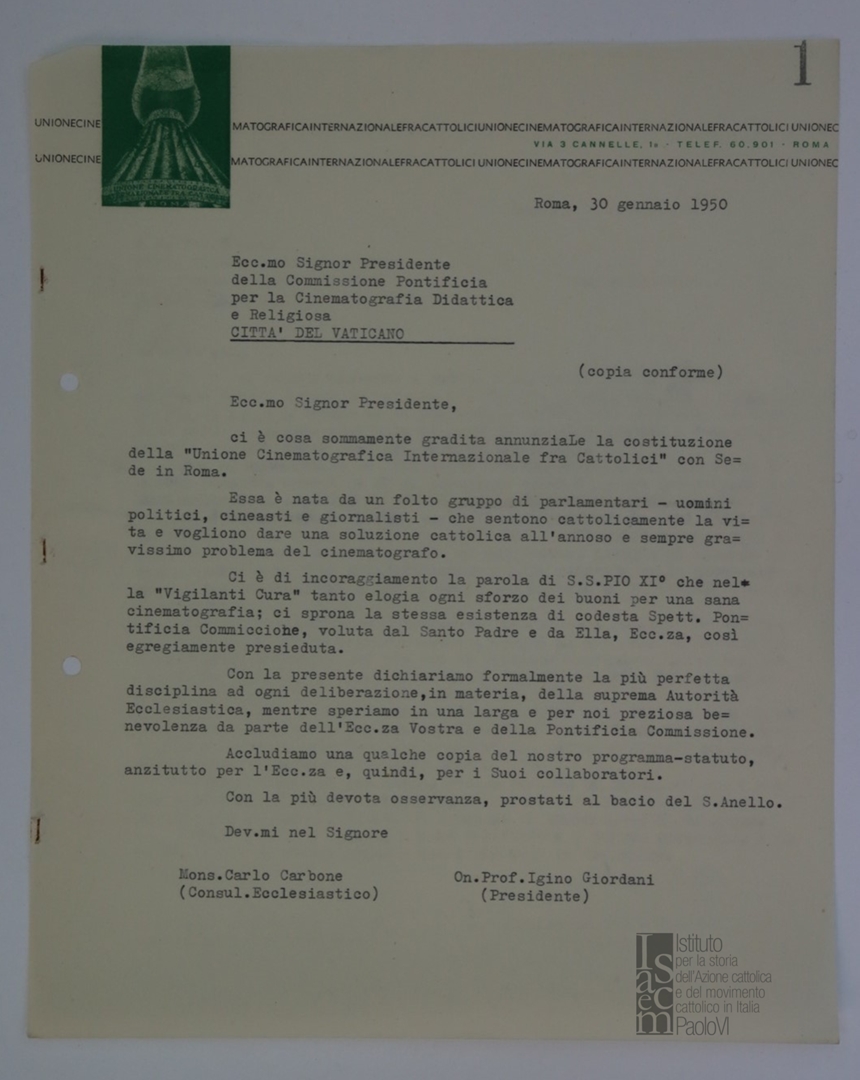 1
UNIONECINE MATOGRAFICAINTERNAZIONALEFRACATTOLICIUNIONECINEMATOGRAFICAINTERNAZIONALEFRACATTOLICI UNIONEC
VIA 3 CANNELLE, 1a · TELEF. 60.901 · ROMA
UNIONECINE MATOGRAFICAINTERNAZIONALEFRACATTOLICI UNIONECINEMATOGRAFICAINTERNAZIONALEFRACATTOLICI UNIONEC
UNIONE CINEMATOGRAFICA
Roma, 30 gennaio 1950
Ecc.mo Signor Presidente
della Commissione Pontificia
per la Cinematografia Didattica
e Religiosa
CITTA' DEL VATICANO
(copia conforme)
Ecc.mo Signor Presidente,
ci è cosa sommamente gradita annunziaLe la costituzione
della "Unione Cinematografica Internazionale fra Cattolici" con Se=
de in Roma.
Essa è nata da un folto gruppo di parlamentari - uomini
politici, cineasti e giornalisti - che sentono cattolicamente la vi=
ta e vogliono dare una soluzione cattolica all'annoso e sempre gra=
vissimo problema del cinematografo.
Ci è di incoraggiamento la parola di S.S.PIO XI° che nel=
la "Vigilanti Cura" tanto elogia ogni sforzo dei buoni per una sana
cinematografia; ci sprona la stessa esistenza di codesta Spett. Pon=
tificia Commiccione, voluta dal Santo Padre e da Ella, Ecc.za, così
egregiamente presieduta.
Con la presente dichiariamo formalmente la più perfetta
disciplina ad ogni deliberazione,in materia, della suprema Autorità
Ecclesiastica, mentre speriamo in una larga e per noi preziosa be=
nevolenza da parte dell'Ecc.za Vostra e della Pontificia Commissione.
Accludiamo una qualche copia del nostro programma-statuto,
anzitutto per l'Ecc.za e, quindi, per i Suoi collaboratori.
Con la più devota osservanza, prostati al bacio del S.Anello.
Dev.mi nel Signore
Mons.Carlo Carbone
(Consul.Ecclesiastico)
On.Prof.Igino Giordani
(Presidente)
Isacem
Istituto
per la storia
dell'Azione cattolica
e del movimento
cattolico in Italia
PaoloVI